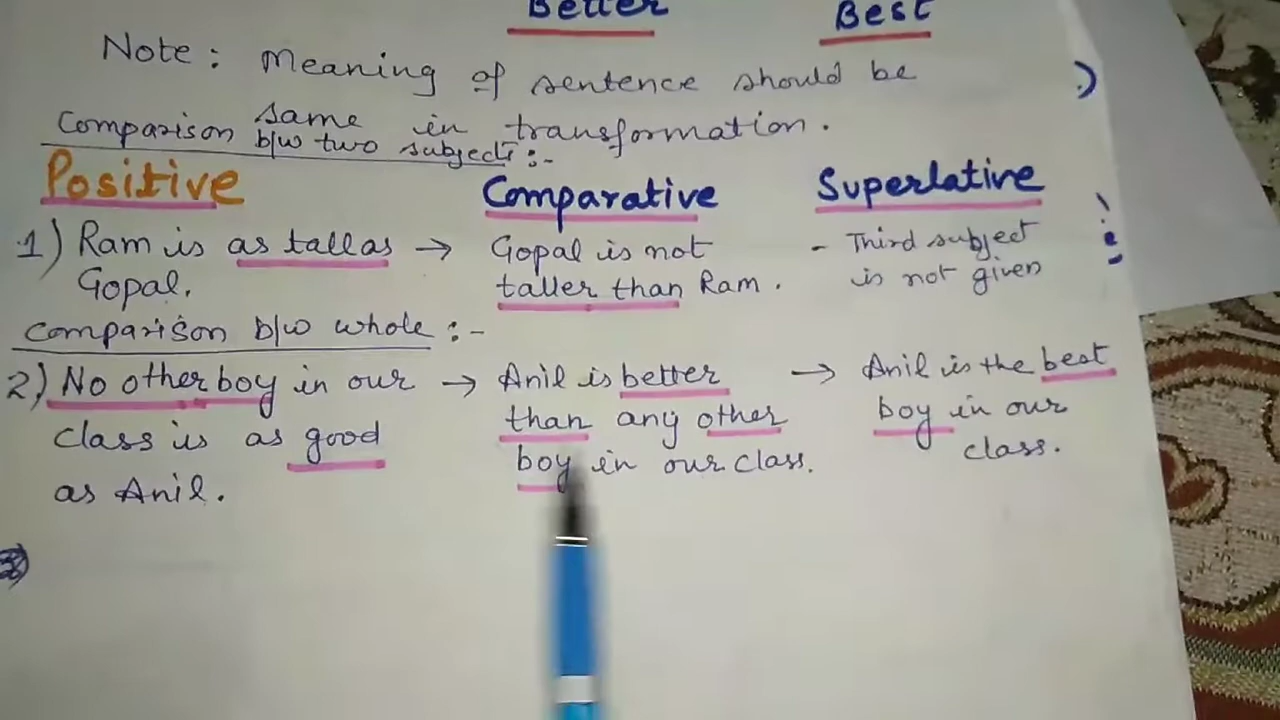 Better Best
Note: Meaning of sentence should be
same in transformation.
Comparison b/w two subjects:-
Positive Comparative Superlative
1) Ram is as tall as → Gopal is not - Third subject
Gopal. taller than Ram. is not given
Comparison b/w whole:-
2) No other boy in our → Anil is better → Anil is the best
class is as good than any other boy in our
as Anil. boy in our class. class.